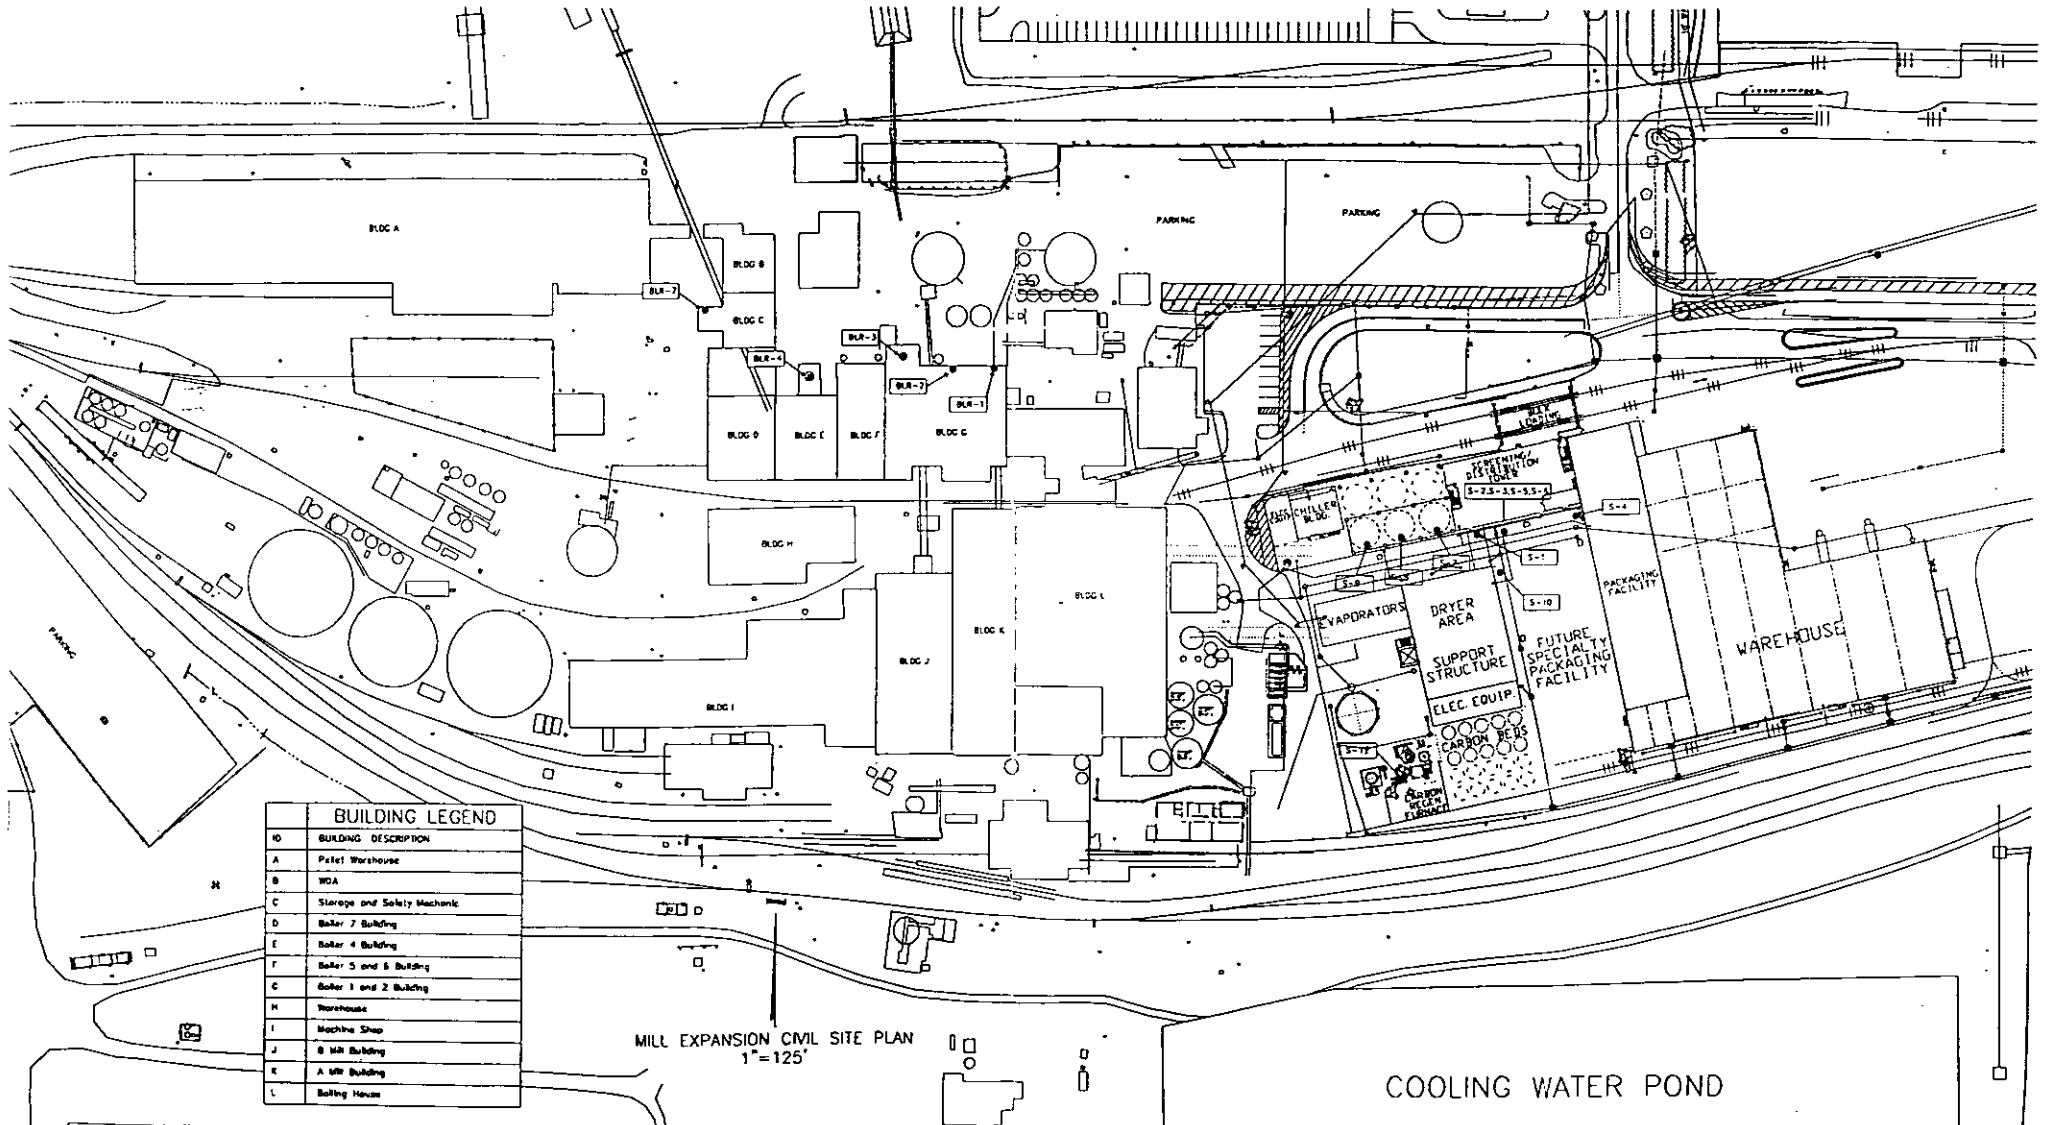 PARKING
PARKING
BLDG A
BLDG B
BLR-7
BLDG C
BLR-3
BLR-4
BLR-2
BLR-1
MAX
LOADING
BLDG D
BLDG E
BLDG F
BLDG G
SCREENING/
DISTRIBUTION
TOWER
S-4
CHILLER
BLDG.
BLDG H
S-10
PACKAGING
FACILITY
BLDG L
EVAPORATORS
DRYER
AREA
PARKING
BLDG K
WAREHOUSE
FUTURE
SPECIALTY
PACKAGING
FACILITY
SUPPORT
STRUCTURE
BLDG J
ELEC. EQUIP.
BLDG I
CARBON BEDS
CARBON
REGEN
FURNACE
BUILDING LEGEND
ID BUILDING DESCRIPTION
A Pellet Warehouse
B WDA
C Storage and Safety Mechanic
D Boiler 7 Building
E Boiler 4 Building
F Boiler 5 and 6 Building
G Boiler 1 and 2 Building
H Warehouse
I Machine Shop
J B Mill Building
K A Mill Building
L Boiling House
MILL EXPANSION CIVIL SITE PLAN
1"=125'
COOLING WATER POND